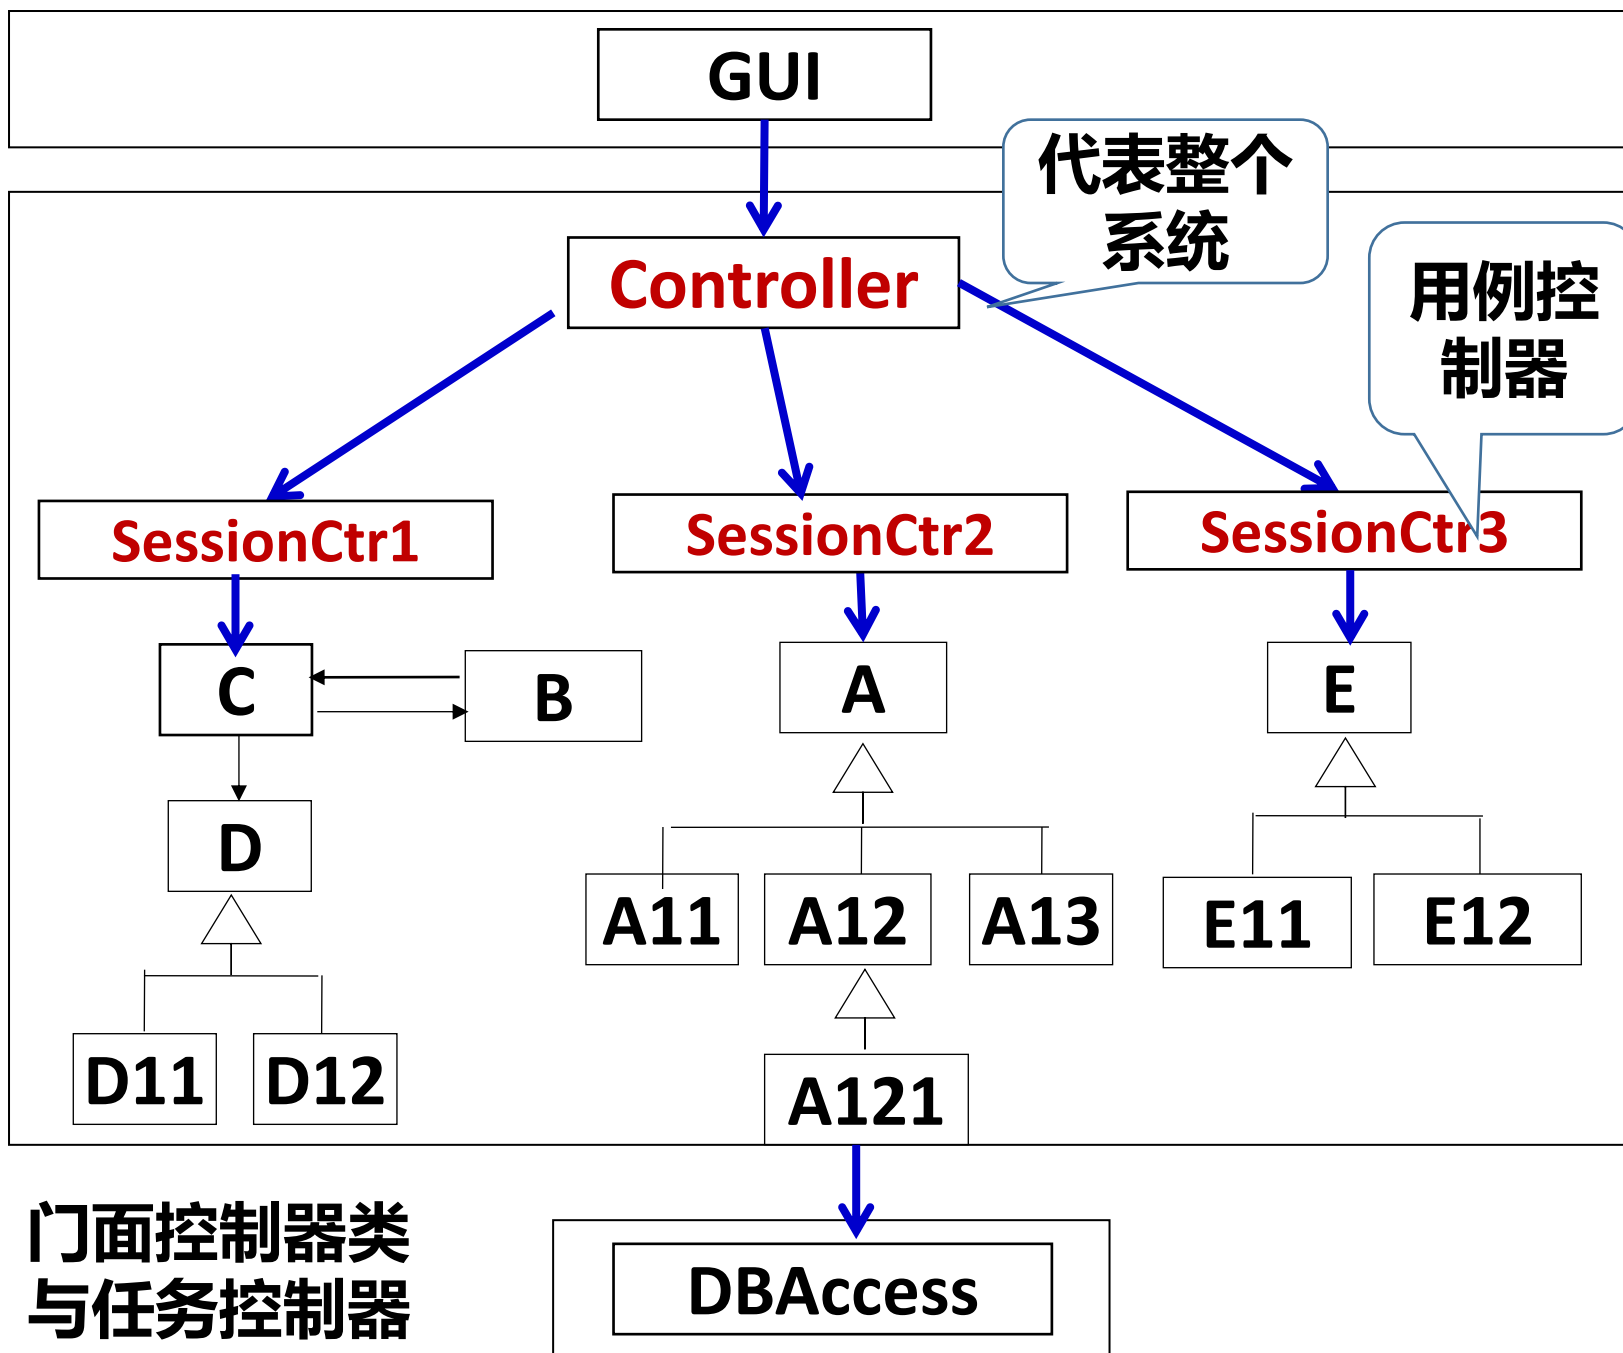 GUI
代表整个
系统
Controller
用例控
制器
SessionCtr1
SessionCtr2
SessionCtr3
C
B
A
E
D
A11
A12
A13
E11
E12
D11
D12
A121
门面控制器类
与任务控制器
DBAccess